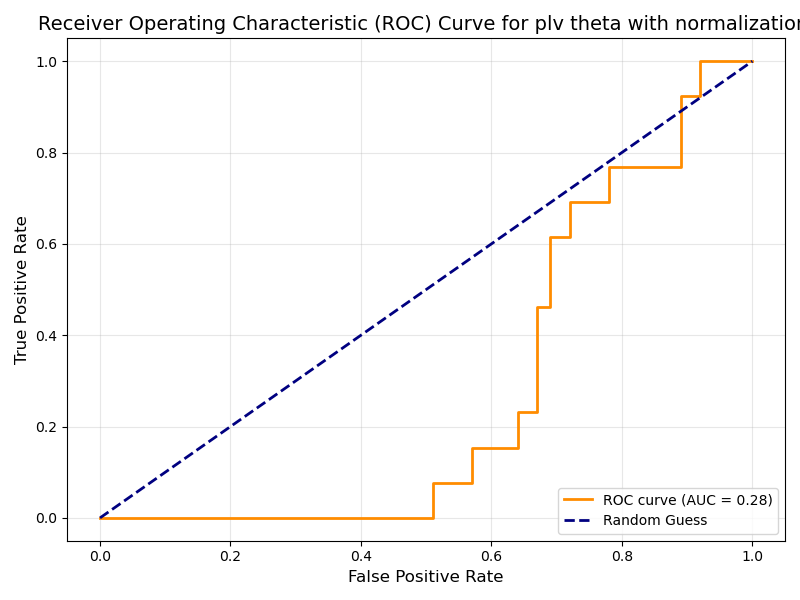 Receiver Operating Characteristic (ROC) Curve for plv theta with normalization
1.0
0.8
0.6
0.4
0.2
0.0
True Positive Rate
0.0 0.2 0.4 0.6 0.8 1.0
False Positive Rate
ROC curve (AUC = 0.28)
Random Guess